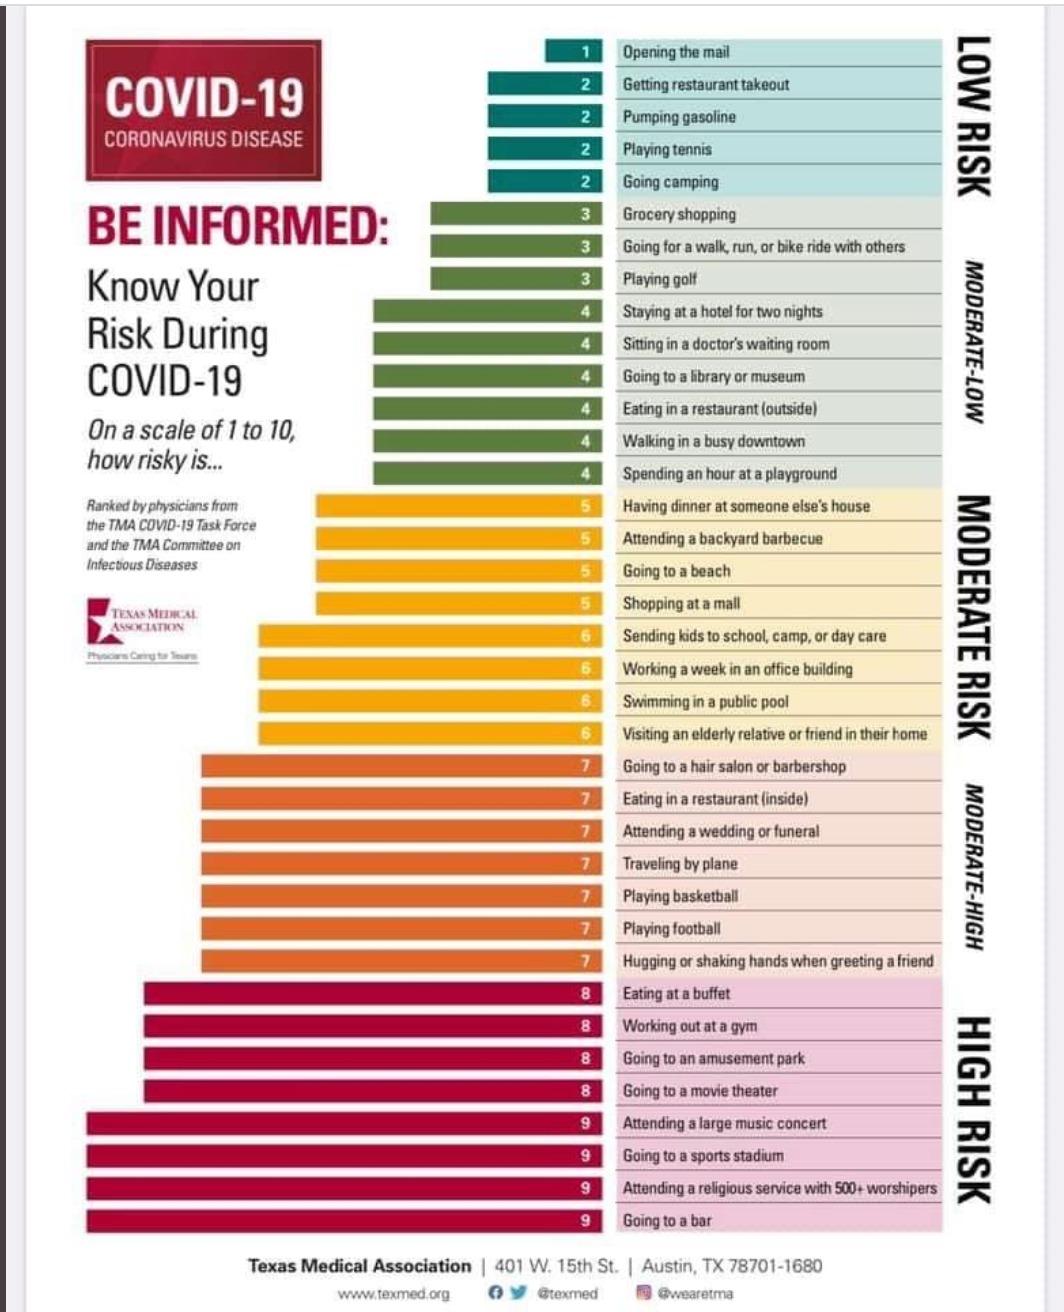 COVID-19
CORONAVIRUS DISEASE
BE INFORMED:
Know Your
Risk During
COVID-19
On a scale of 1 to 10,
how risky is...
Ranked by physicians from
the TMA COVID-19 Task Force
and the TMA Committee on
Infectious Diseases
TEXAS MEDICAL
ASSOCIATION
Physicians Caring for Texans
1 Opening the mail
2 Getting restaurant takeout
2 Pumping gasoline
2 Playing tennis
2 Going camping
3 Grocery shopping
3 Going for a walk, run, or bike ride with others
3 Playing golf
4 Staying at a hotel for two nights
4 Sitting in a doctor's waiting room
4 Going to a library or museum
4 Eating in a restaurant (outside)
4 Walking in a busy downtown
4 Spending an hour at a playground
5 Having dinner at someone else's house
5 Attending a backyard barbecue
5 Going to a beach
5 Shopping at a mall
6 Sending kids to school, camp, or day care
6 Working a week in an office building
6 Swimming in a public pool
6 Visiting an elderly relative or friend in their home
7 Going to a hair salon or barbershop
7 Eating in a restaurant (inside)
7 Attending a wedding or funeral
7 Traveling by plane
7 Playing basketball
7 Playing football
7 Hugging or shaking hands when greeting a friend
8 Eating at a buffet
8 Working out at a gym
8 Going to an amusement park
8 Going to a movie theater
9 Attending a large music concert
9 Going to a sports stadium
9 Attending a religious service with 500+ worshipers
9 Going to a bar
LOW RISK
MODERATE-LOW
MODERATE RISK
MODERATE-HIGH
HIGH RISK
Texas Medical Association | 401 W. 15th St. | Austin, TX 78701-1680
www.texmed.org @texmed @wearetma